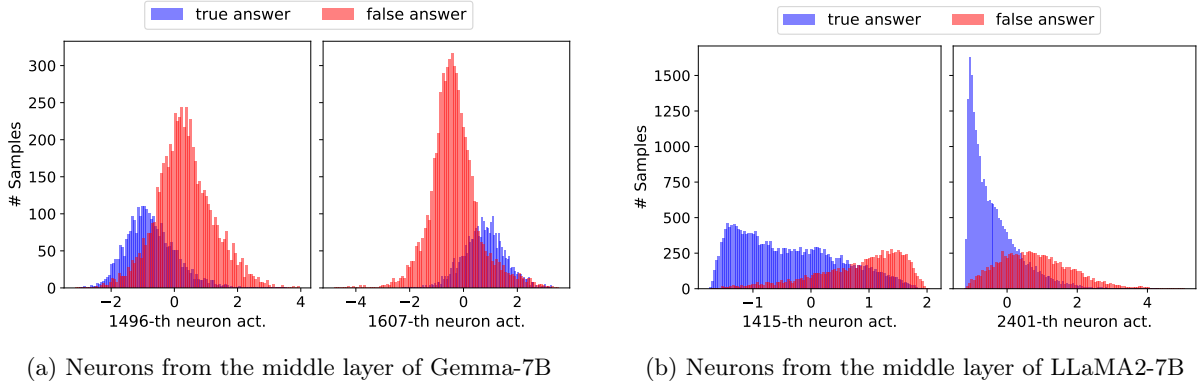 true answer false answer
300
250
200
150
100
50
0
# Samples
−2 0 2 4
1496-th neuron act.
−4 −2 0 2
1607-th neuron act.
(a) Neurons from the middle layer of Gemma-7B
true answer false answer
1500
1250
1000
750
500
250
0
# Samples
−1 0 1 2
1415-th neuron act.
0 2 4
2401-th neuron act.
(b) Neurons from the middle layer of LLaMA2-7B